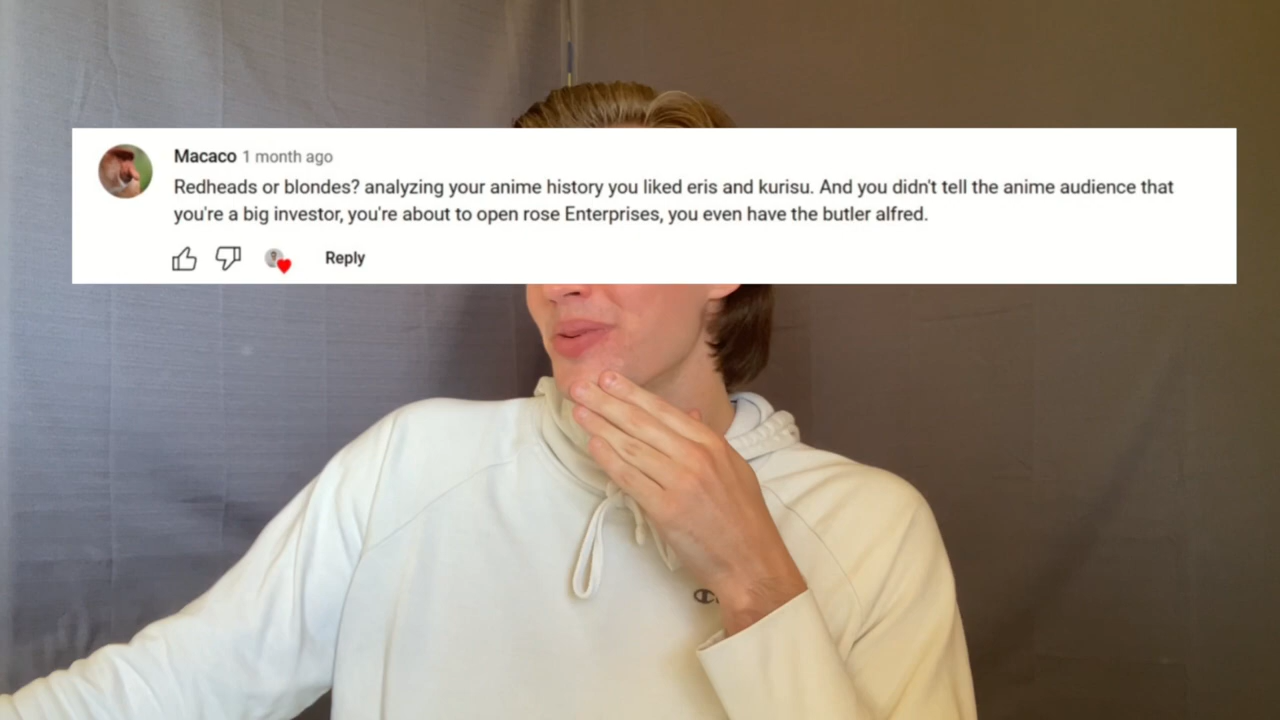 Macaco 1 month ago
Redheads or blondes? analyzing your anime history you liked eris and kurisu. And you didn't tell the anime audience that
you're a big investor, you're about to open rose Enterprises, you even have the butler alfred.
Reply